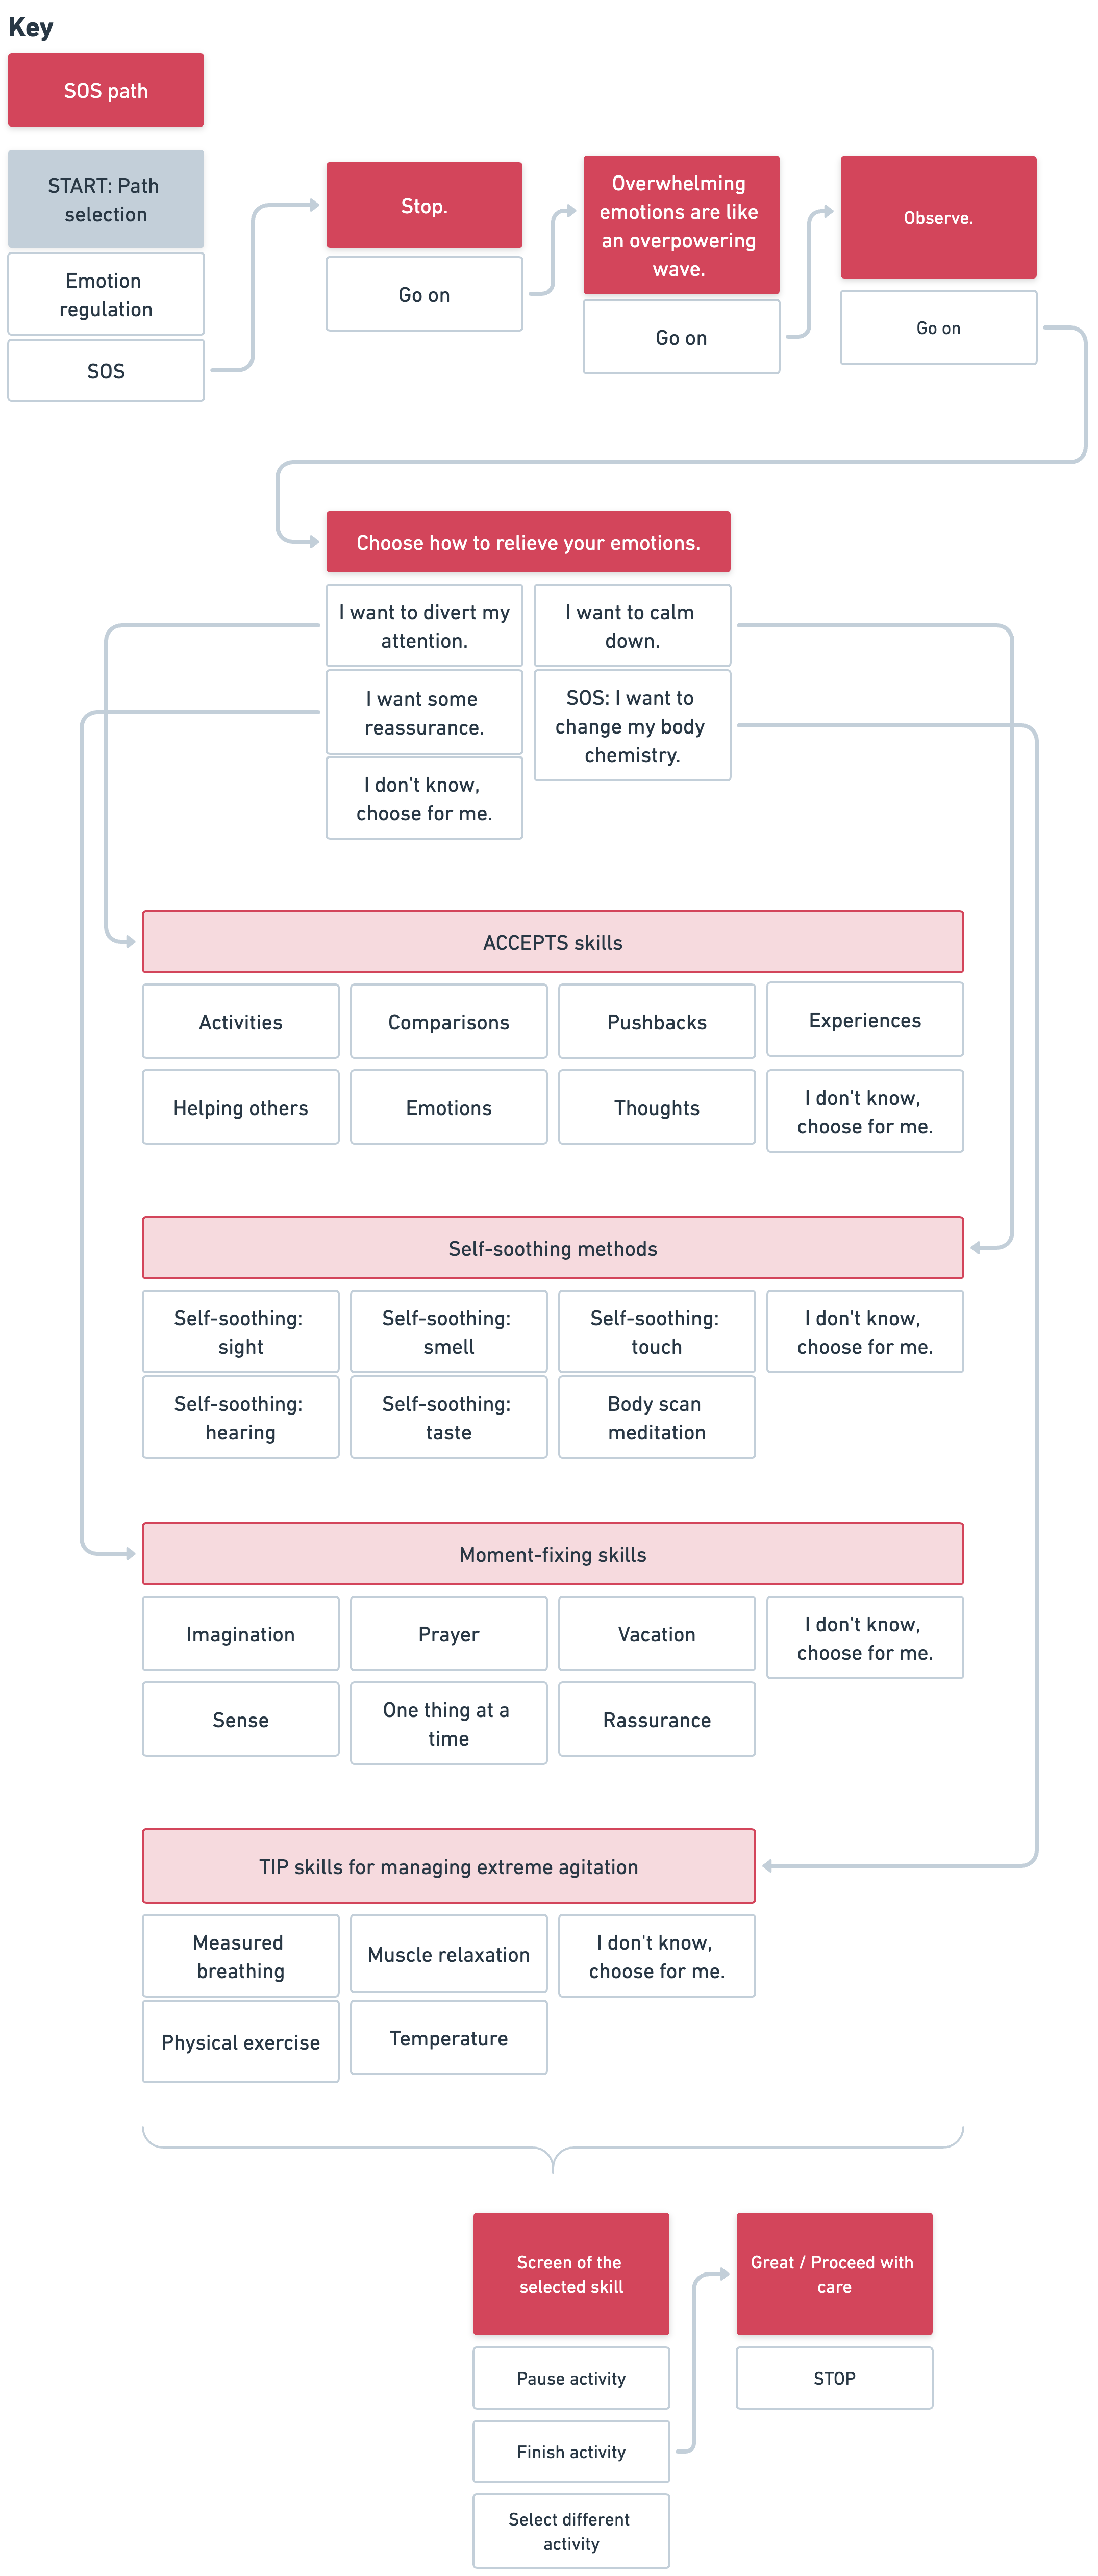 Key
SOS path
START: Path
selection
Emotion
regulation
SOS
Stop.
Go on
Overwhelming
emotions are like
an overpowering
wave.
Go on
Observe.
Go on
Choose how to relieve your emotions.
I want to divert my
attention.
I want to calm
down.
I want some
reassurance.
SOS: I want to
change my body
chemistry.
I don't know,
choose for me.
ACCEPTS skills
Activities
Comparisons
Pushbacks
Experiences
Helping others
Emotions
Thoughts
I don't know,
choose for me.
Self-soothing methods
Self-soothing:
sight
Self-soothing:
smell
Self-soothing:
touch
I don't know,
choose for me.
Self-soothing:
hearing
Self-soothing:
taste
Body scan
meditation
Moment-fixing skills
Imagination
Prayer
Vacation
I don't know,
choose for me.
Sense
One thing at a
time
Rassurance
TIP skills for managing extreme agitation
Measured
breathing
Muscle relaxation
I don't know,
choose for me.
Physical exercise
Temperature
Screen of the
selected skill
Pause activity
Finish activity
Select different
activity
Great / Proceed with
care
STOP